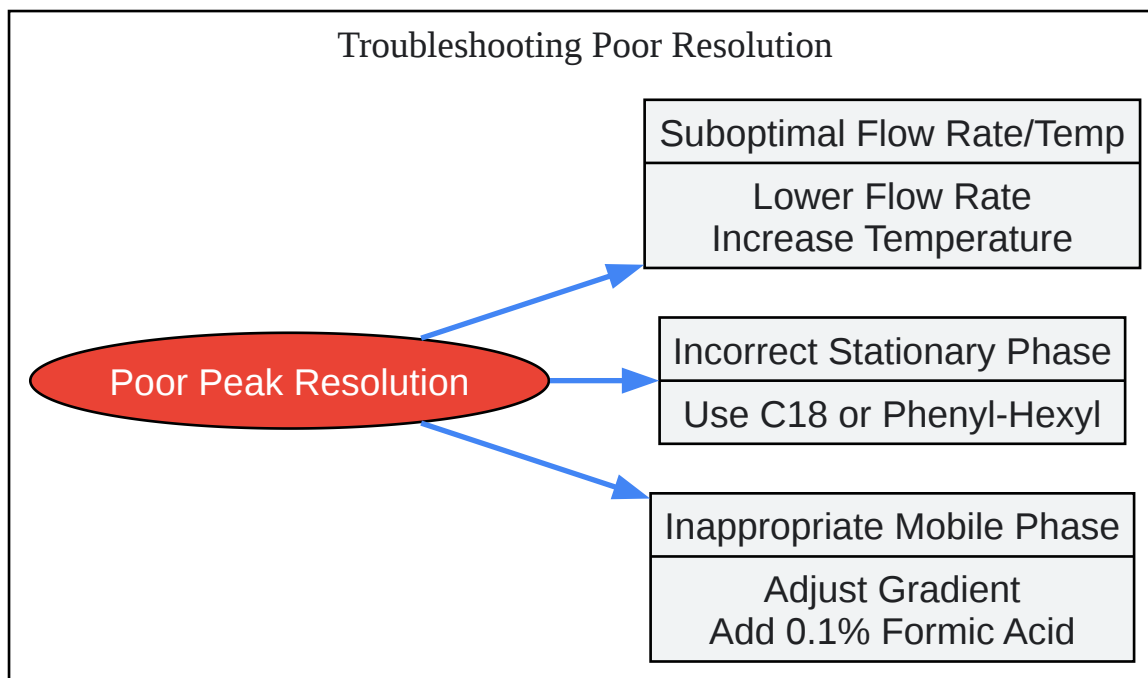 Troubleshooting Poor Resolution
Suboptimal Flow Rate/Temp
Lower Flow Rate
Increase Temperature
Poor Peak Resolution
Incorrect Stationary Phase
Use C18 or Phenyl-Hexyl
Inappropriate Mobile Phase
Adjust Gradient
Add 0.1% Formic Acid